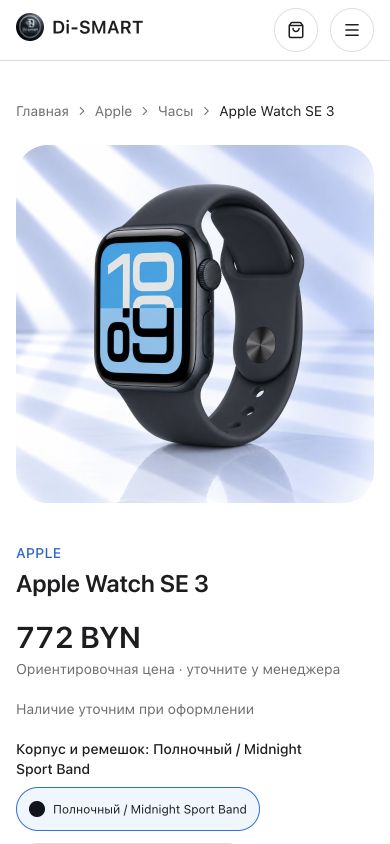 Di-SMART
Главная > Apple > Часы > Apple Watch SE 3
10
09
APPLE
Apple Watch SE 3
772 BYN
Ориентировочная цена · уточните у менеджера
Наличие уточним при оформлении
Корпус и ремешок: Полночный / Midnight
Sport Band
Полночный / Midnight Sport Band